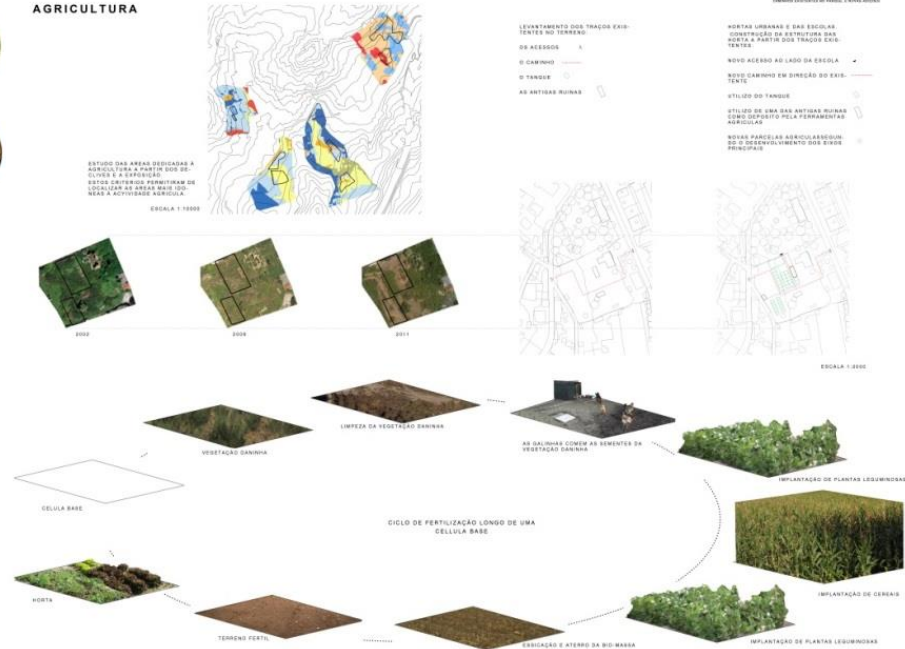 AGRICULTURA
ESTUDO DAS AREAS DEDICADAS À
AGRICULTURA A PARTIR DOS DE-
CLIVES E A EXPOSIÇÃO.
ESTOS CRITERIOS PERMITIRAM DE
LOCALIZAR AS AREAS MAIS IDO-
NEAS À ACTIVIDADE AGRICULA.
ESCALA 1:10000
LEVANTAMENTO DOS TRAÇOS EXIS-
TENTES NO TERRENO:
OS ACESSOS
O CAMINHO
O TANQUE
AS ANTIGAS RUINAS
HORTAS URBANAS E DAS ESCOLAS.
CONSTRUÇÃO DA ESTRUTURA DAS
HORTA A PARTIR DOS TRAÇOS EXIS-
TENTES:
NOVO ACESSO AO LADO DA ESCOLA
NOVO CAMINHO EM DIREÇÃO DO EXIS-
TENTE
UTILIZO DO TANQUE
UTILIZO DE UMA DAS ANTIGAS RUINAS
COMO DEPOSITO PELA FERRAMENTAS
AGRICULAS
NOVAS PARCELAS AGRICULASSEGUN-
DO O DESENVOLVIMENTO DOS EIXOS
PRINCIPAIS
2002
2006
2011
ESCALA 1:2000
CELULA BASE
VEGETAÇÃO DANINHA
LIMPEZA DA VEGETAÇÃO DANINHA
AS GALINHAS COMEM AS SEMENTES DA
VEGETAÇÃO DANINHA
IMPLANTAÇÃO DE PLANTAS LEGUMINOSAS
CICLO DE FERTILIZAÇÃO LONGO DE UMA
CELLULA BASE
IMPLANTAÇÃO DE CEREAIS
IMPLANTAÇÃO DE PLANTAS LEGUMINOSAS
ESSICAÇÃO E ATERRO DA BIO-MASSA
TERRENO FERTIL
HORTA